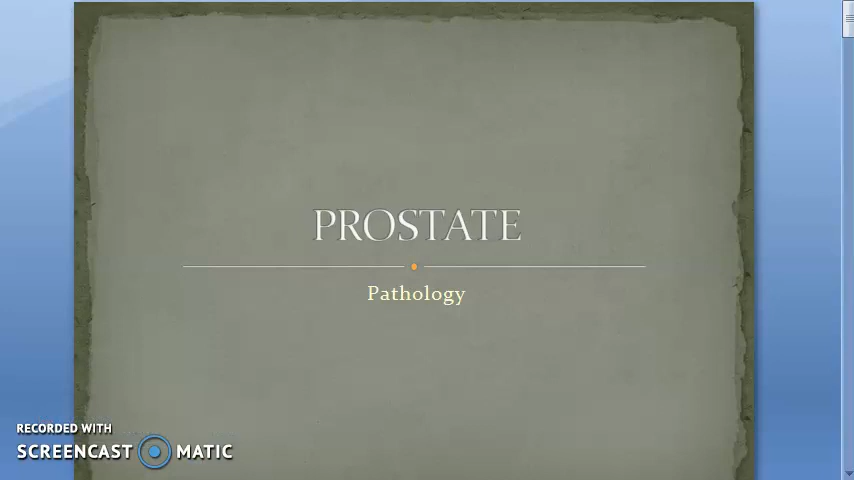 PROSTATE
Pathology
RECORDED WITH
SCREENCAST MATIC